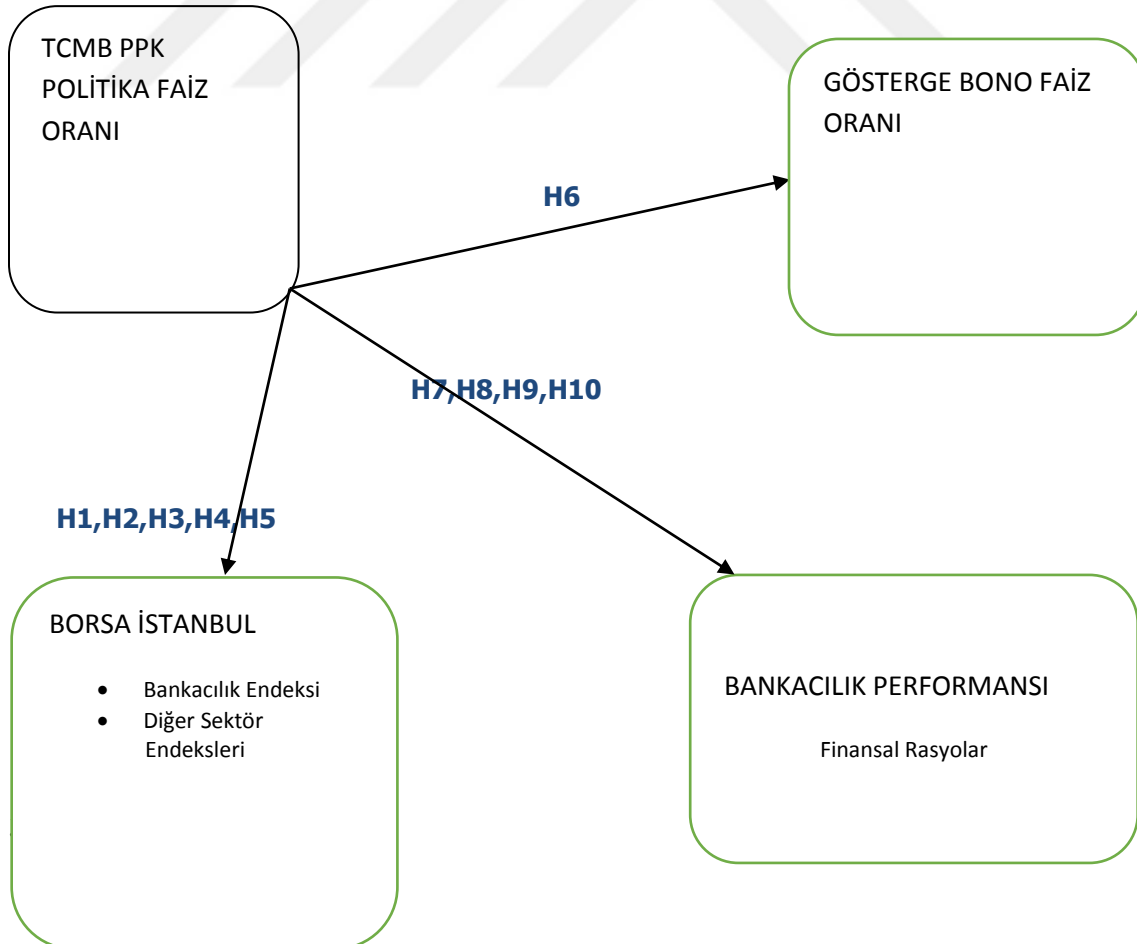 TCMB PPK
POLİTİKA FAİZ
ORANI
GÖSTERGE BONO FAİZ
ORANI
H6
H7,H8,H9,H10
H1,H2,H3,H4,H5
BORSA İSTANBUL
• Bankacılık Endeksi
• Diğer Sektör
Endeksleri
BANKACILIK PERFORMANSI
Finansal Rasyolar